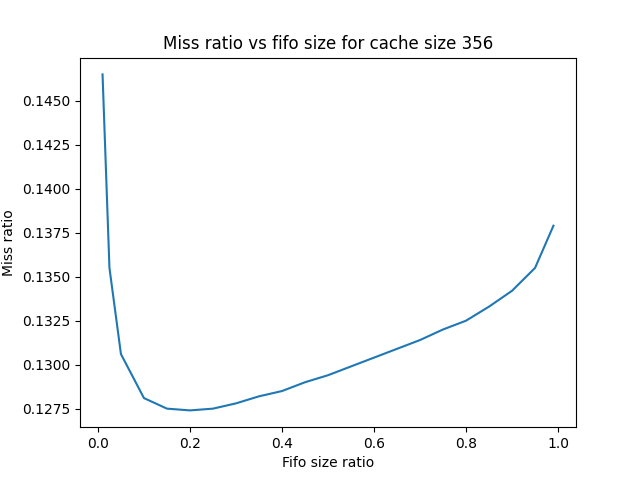 Miss ratio vs fifo size for cache size 356
0.1450
0.1425
0.1400
0.1375
0.1350
0.1325
0.1300
0.1275
Miss ratio
0.0 0.2 0.4 0.6 0.8 1.0
Fifo size ratio